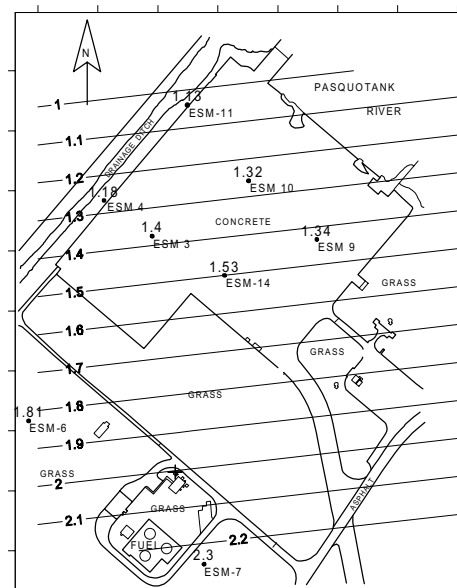 N
1.13
ESM-11
PASQUOTANK
RIVER
1
1.1
DRAINAGE DITCH
1.2
1.32
ESM 10
1.18
ESM 4
1.3
CONCRETE
1.4
ESM 3
1.34
ESM 9
1.4
1.53
ESM-14
GRASS
1.5
1.6
GRASS
1.7
GRASS
1.8
1.81
ESM-6
1.9
GRASS
2
ASPHALT
GRASS
2.1
FUEL
2.2
2.3
ESM-7